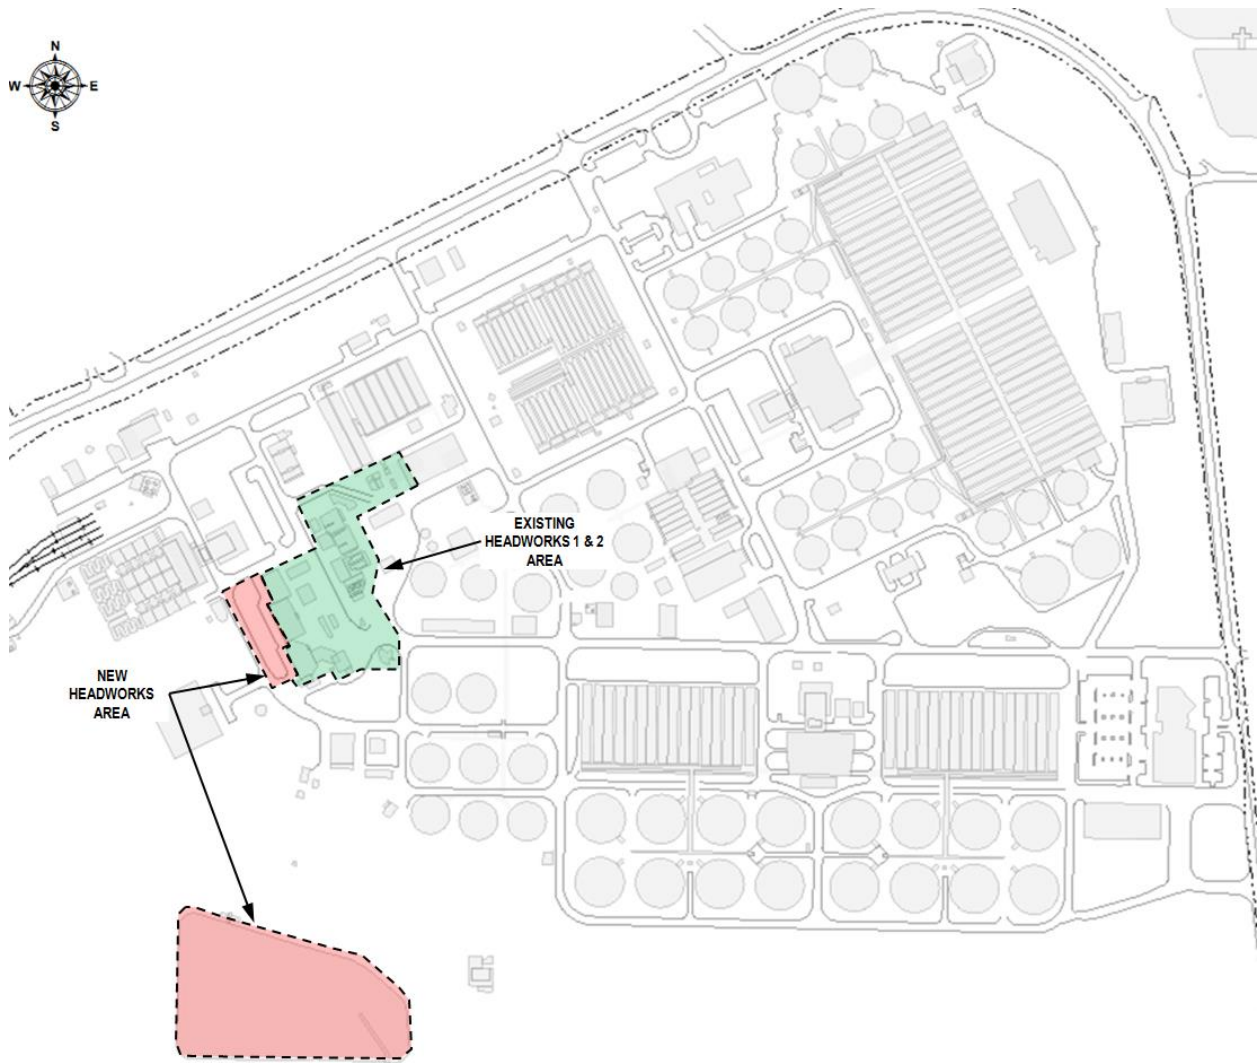 N
W E
S
EXISTING
HEADWORKS 1 & 2
AREA
NEW
HEADWORKS
AREA